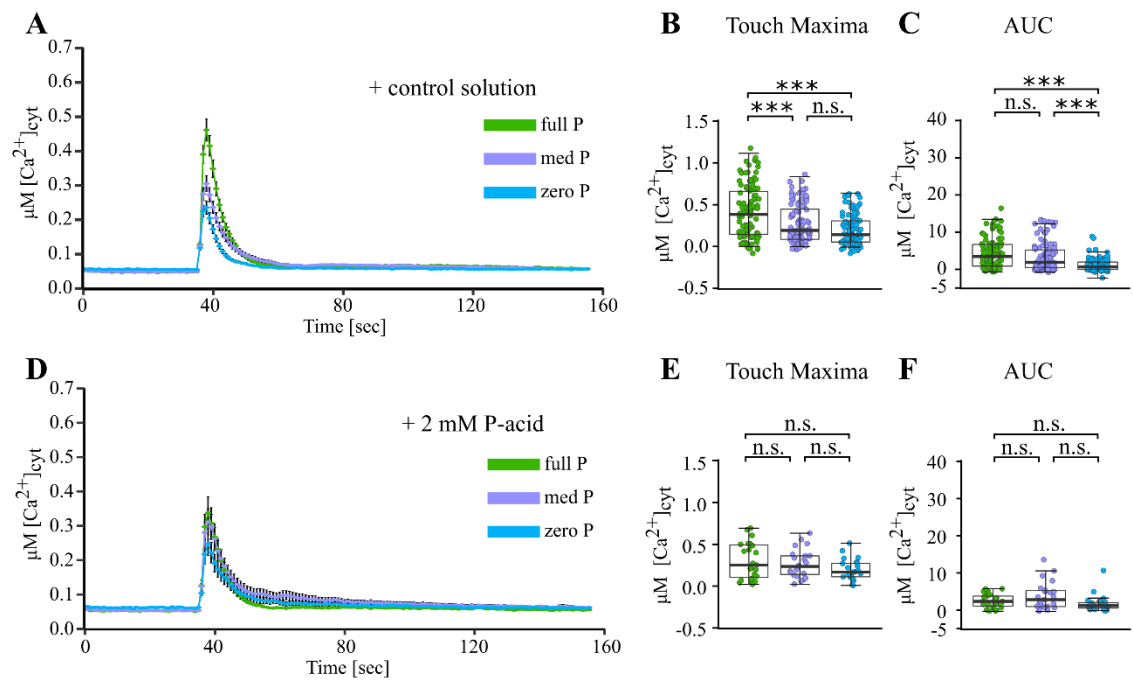 A
0.7
0.6
0.5
0.4
0.3
0.2
0.1
0.0
µM [Ca2+]cyt
0
40
80
120
160
Time [sec]
+ control solution
full P
med P
zero P
B
Touch Maxima
***
***
n.s.
1.5
1.0
0.5
0.0
-0.5
µM [Ca2+]cyt
C
AUC
***
n.s.
***
40
30
20
10
0
-5
µM [Ca2+]cyt
D
0.7
0.6
0.5
0.4
0.3
0.2
0.1
0.0
µM [Ca2+]cyt
0
40
80
120
160
Time [sec]
+ 2 mM P-acid
full P
med P
zero P
E
Touch Maxima
n.s.
n.s.
n.s.
1.5
1.0
0.5
0.0
-0.5
µM [Ca2+]cyt
F
AUC
n.s.
n.s.
n.s.
40
30
20
10
0
-5
µM [Ca2+]cyt